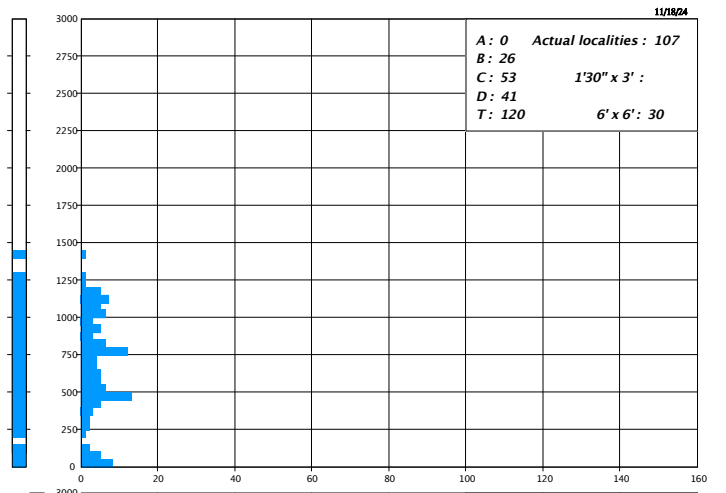 11/18/24
3000
A : 0 Actual localities : 107
2750
B : 26
C : 53 1'30" x 3' :
2500
D : 41
T : 120 6' x 6' : 30
2250
2000
1750
1500
1250
1000
750
500
250
0
0 20 40 60 80 100 120 140 160
3000